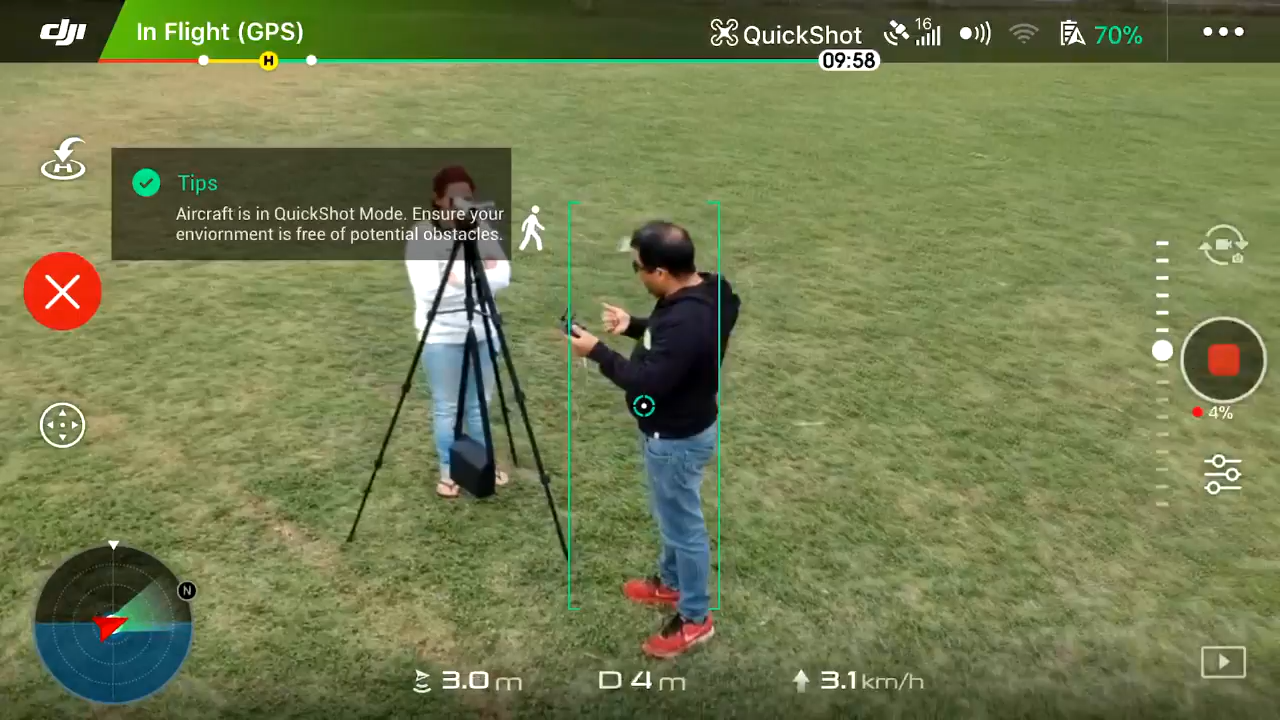 dji
In Flight (GPS)
QuickShot
16
70%
H
09:58
H
Tips
Aircraft is in QuickShot Mode. Ensure your
enviornment is free of potential obstacles.
4%
N
3.0 m
D 4 m
3.1 km/h